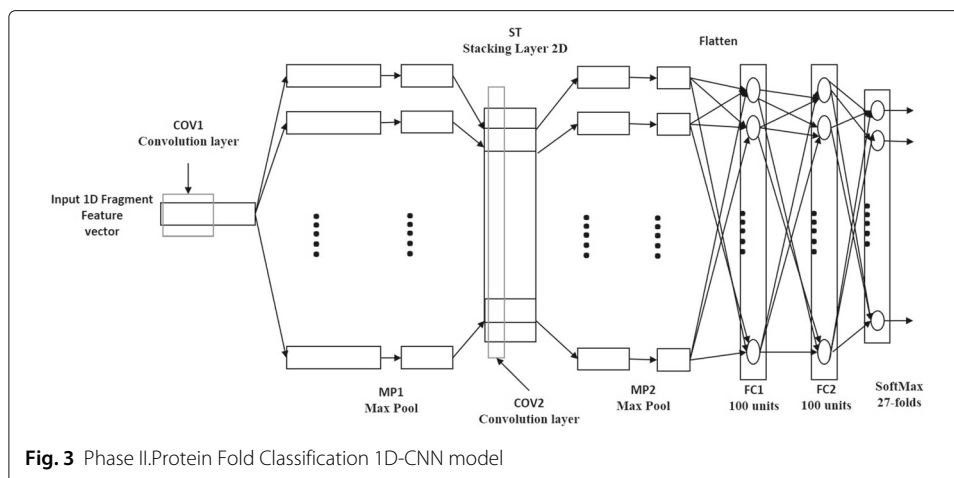 ST
Stacking Layer 2D
Flatten
COV1
Convolution layer
Input 1D Fragment
Feature
vector
MP1
Max Pool
COV2
Convolution layer
MP2
Max Pool
FC1
100 units
FC2
100 units
SoftMax
27-folds
Fig. 3 Phase II.Protein Fold Classification 1D-CNN model